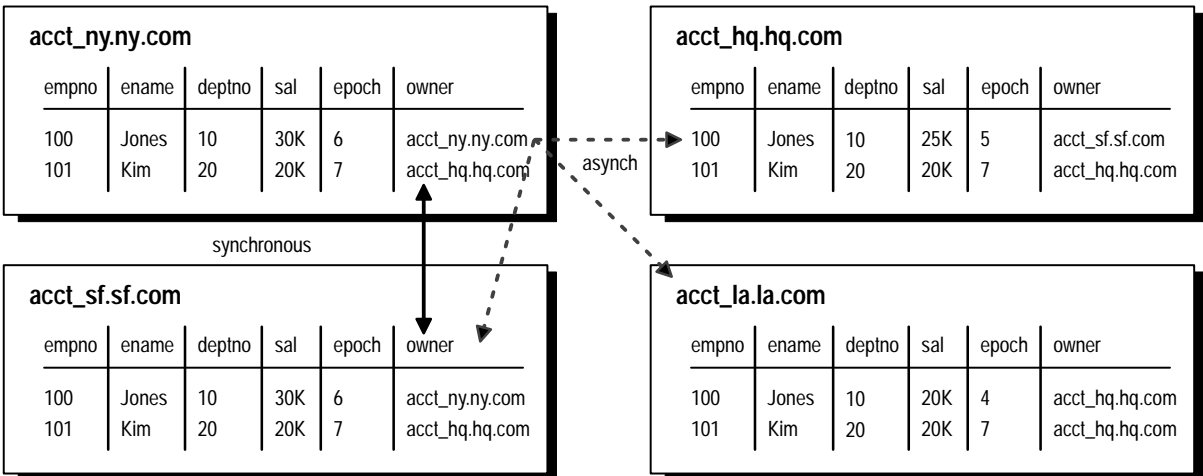 acct_ny.ny.com
empno ename deptno sal epoch owner
100 Jones 10 30K 6 acct_ny.ny.com
101 Kim 20 20K 7 acct_hq.hq.com
acct_hq.hq.com
empno ename deptno sal epoch owner
100 Jones 10 25K 5 acct_sf.sf.com
101 Kim 20 20K 7 acct_hq.hq.com
asynch
synchronous
acct_sf.sf.com
empno ename deptno sal epoch owner
100 Jones 10 30K 6 acct_ny.ny.com
101 Kim 20 20K 7 acct_hq.hq.com
acct_la.la.com
empno ename deptno sal epoch owner
100 Jones 10 20K 4 acct_hq.hq.com
101 Kim 20 20K 7 acct_hq.hq.com